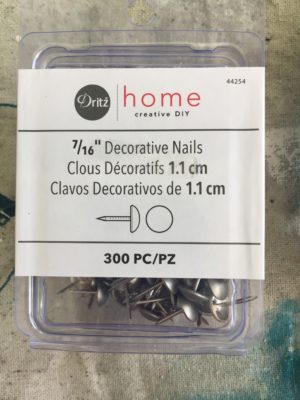 44254
Dritz
home
creative DIY
7/16" Decorative Nails
Clous Décoratifs 1.1 cm
Clavos Decorativos de 1.1 cm
300 PC/PZ